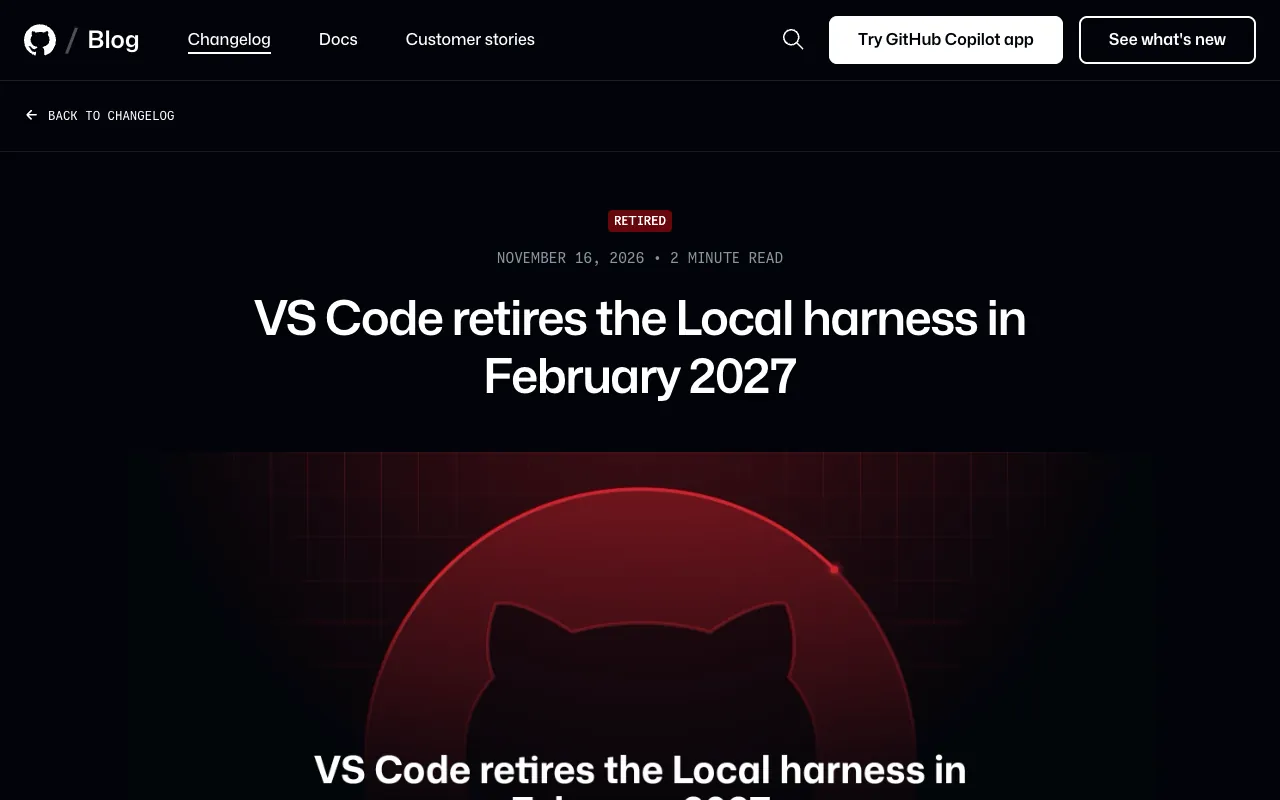 / Blog
Changelog
Docs
Customer stories
Try GitHub Copilot app
See what's new
← BACK TO CHANGELOG
RETIRED
NOVEMBER 16, 2026 • 2 MINUTE READ
VS Code retires the Local harness in
February 2027
VS Code retires the Local harness in